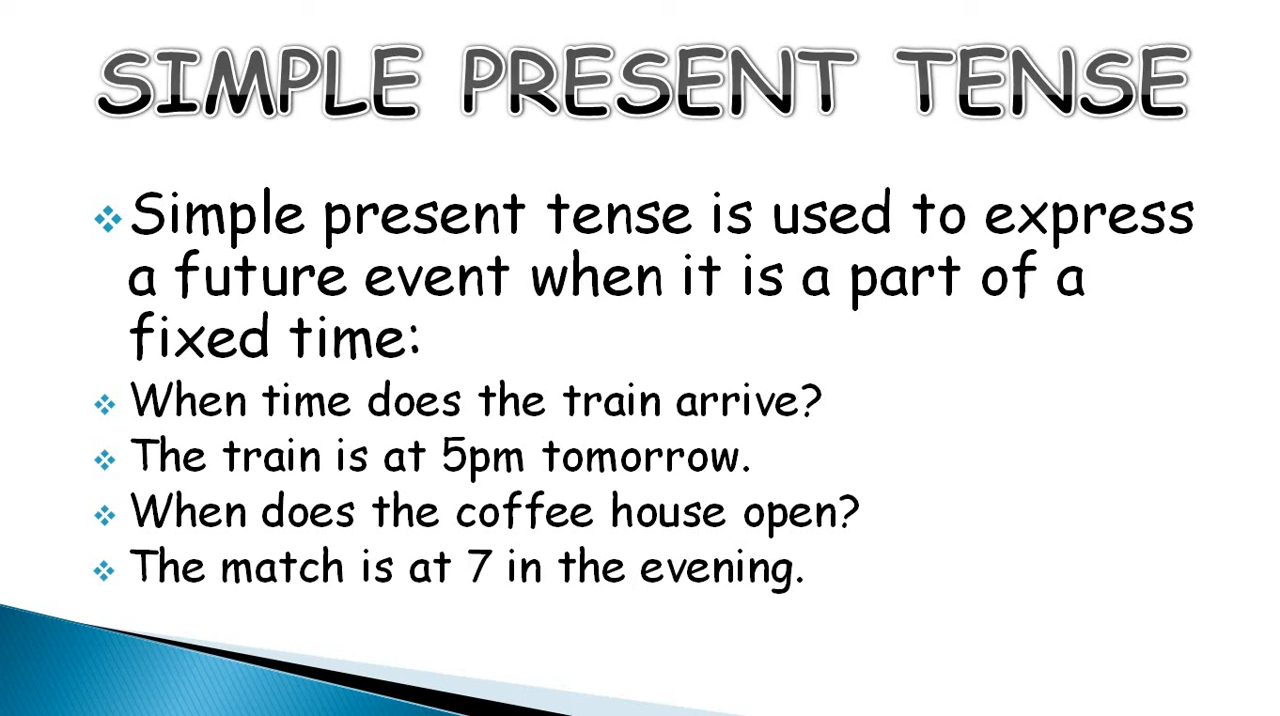 SIMPLE PRESENT TENSE
Simple present tense is used to express
a future event when it is a part of a
fixed time:
When time does the train arrive?
The train is at 5pm tomorrow.
When does the coffee house open?
The match is at 7 in the evening.